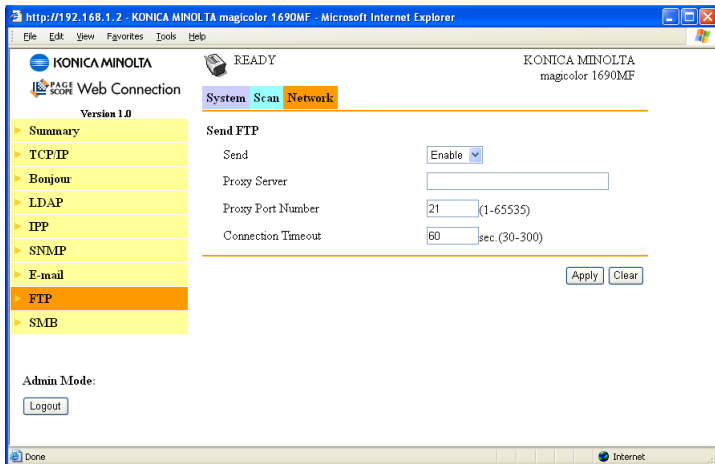 http://192.168.1.2 - KONICA MINOLTA magicolor 1690MF - Microsoft Internet Explorer
File Edit View Favorites Tools Help
KONICA MINOLTA
PAGE SCOPE Web Connection
Version 1.0
READY
KONICA MINOLTA
magicolor 1690MF
System Scan Network
Summary
TCP/IP
Bonjour
LDAP
IPP
SNMP
E-mail
FTP
SMB
Admin Mode:
Logout
Send FTP
Send Enable
Proxy Server
Proxy Port Number 21 (1-65535)
Connection Timeout 60 sec.(30-300)
Apply Clear
Done Internet